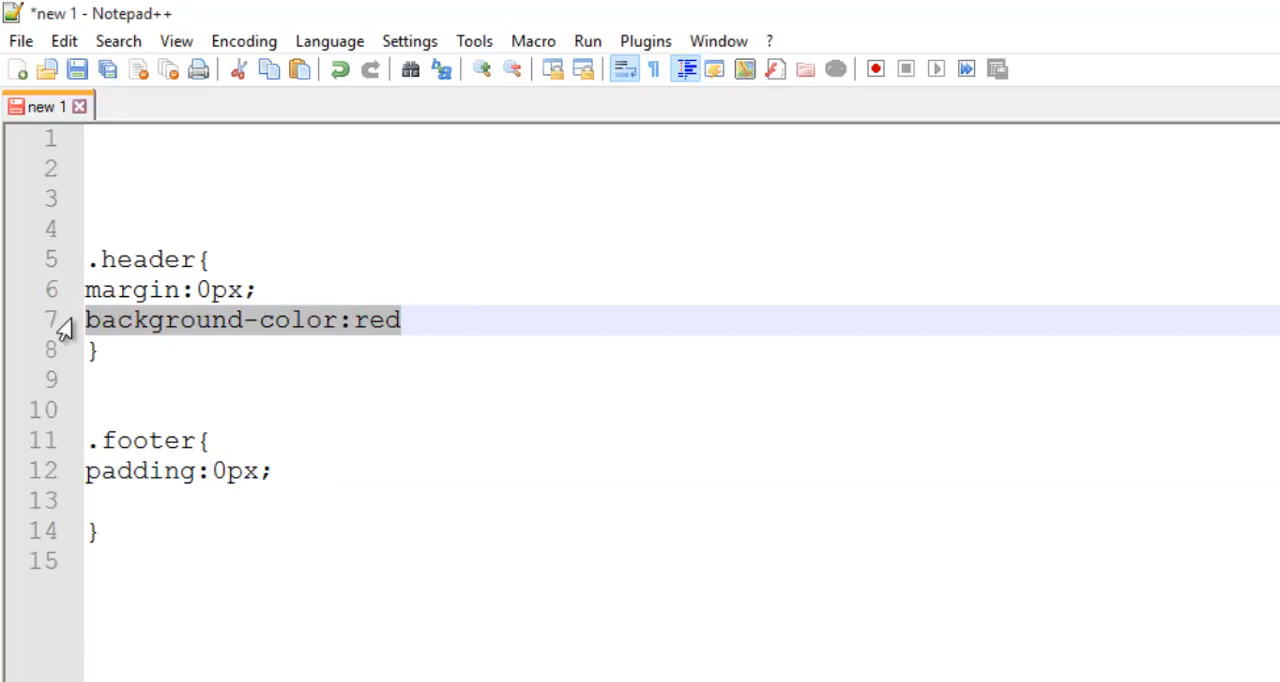 *new 1 - Notepad++
File Edit Search View Encoding Language Settings Tools Macro Run Plugins Window ?
new 1
1
2
3
4
5 .header{
6 margin:0px;
7 background-color:red
8 }
9
10
11 .footer{
12 padding:0px;
13
14 }
15